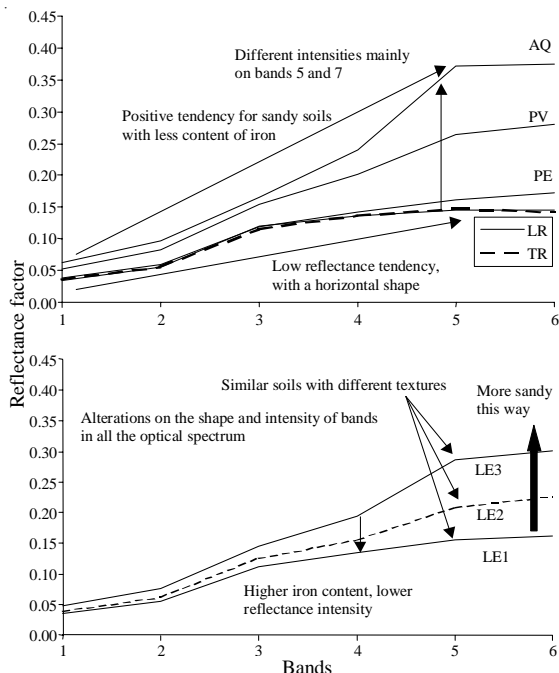 Reflectance factor
0.45
0.40
0.35
0.30
0.25
0.20
0.15
0.10
0.05
0.00
Different intensities mainly
on bands 5 and 7
Positive tendency for sandy soils
with less content of iron
AQ
PV
PE
LR
TR
Low reflectance tendency,
with a horizontal shape
1 2 3 4 5 6
0.45
0.40
0.35
0.30
0.25
0.20
0.15
0.10
0.05
0.00
Similar soils with different textures
More sandy
this way
Alterations on the shape and intensity of bands
in all the optical spectrum
LE3
LE2
LE1
Higher iron content, lower
reflectance intensity
1 2 3 4 5 6
Bands